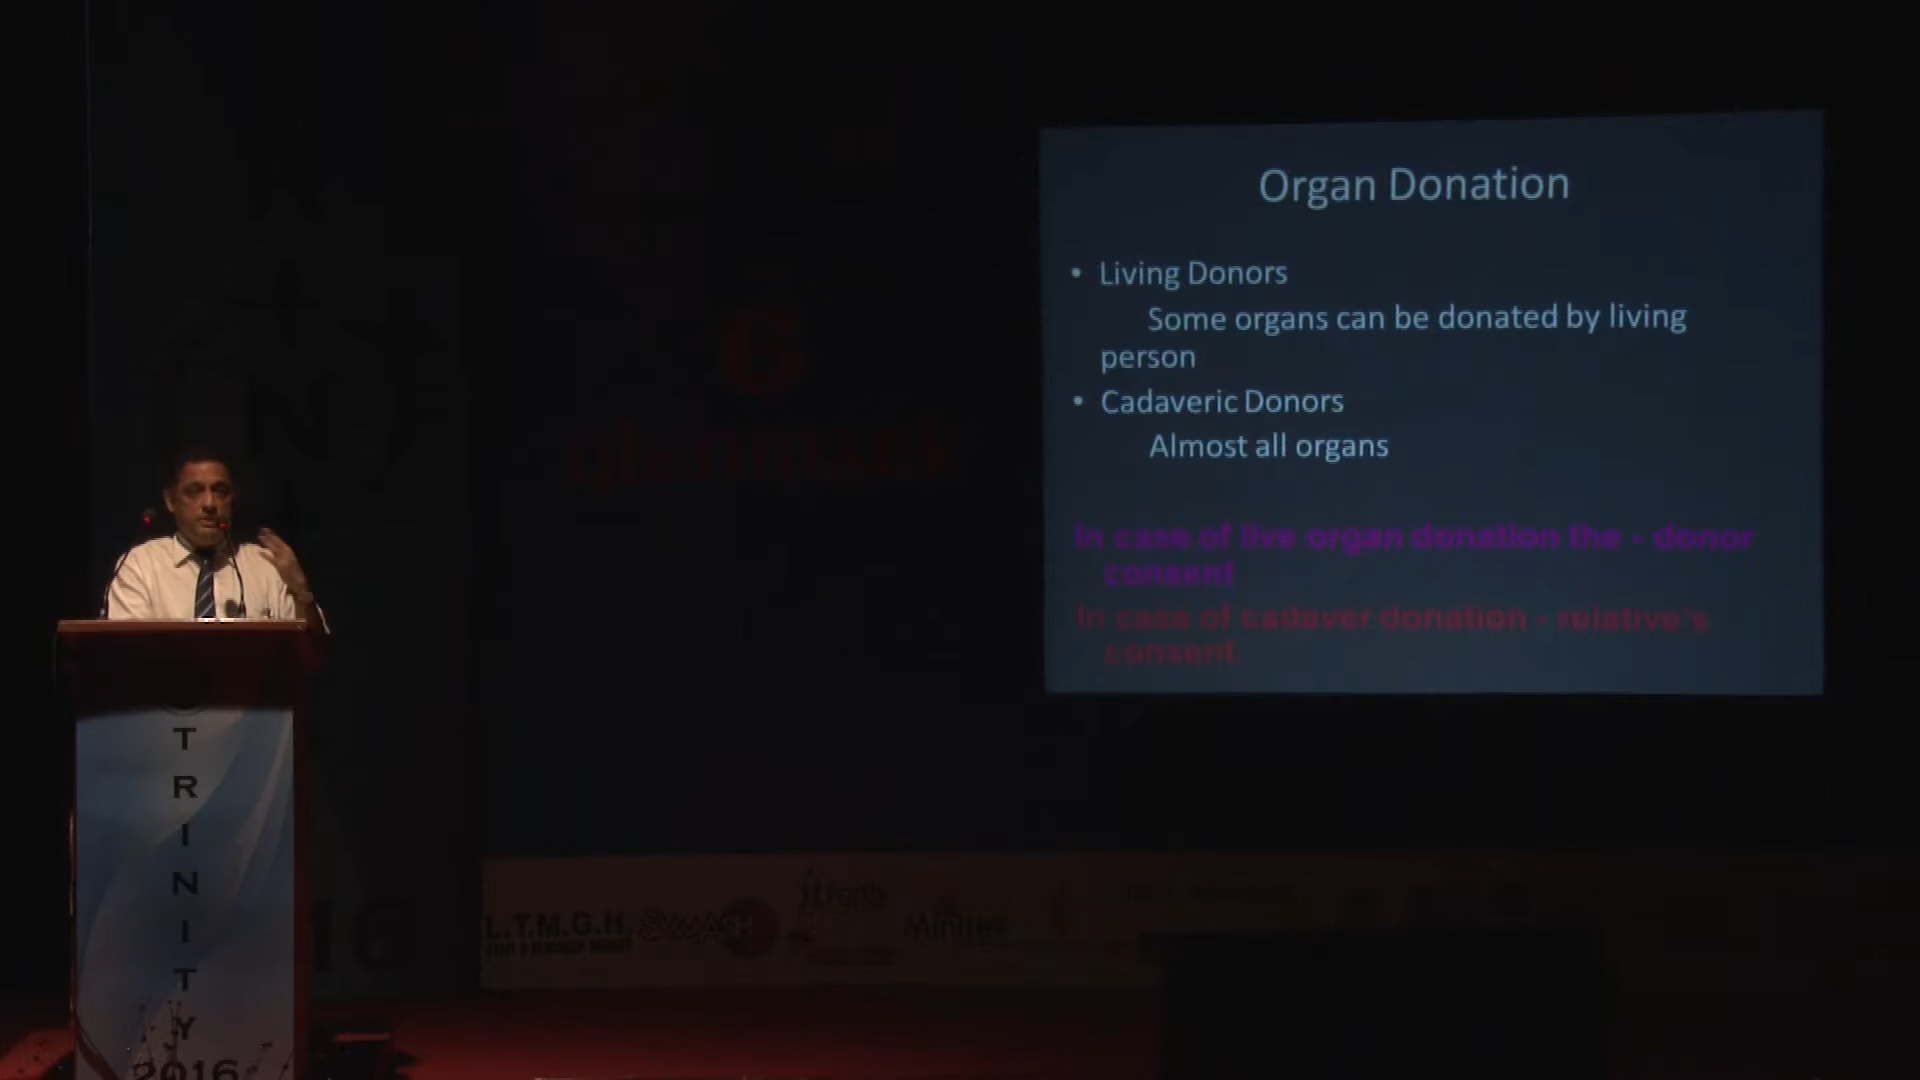 Organ Donation
• Living Donors
Some organs can be donated by living
person
• Cadaveric Donors
Almost all organs
In case of live organ donation the - donor
consent
In case of cadaver donation - relative's
consent.
G
glenmark
T
R
I
N
I
T
Y
2016
L.T.M.G.H.